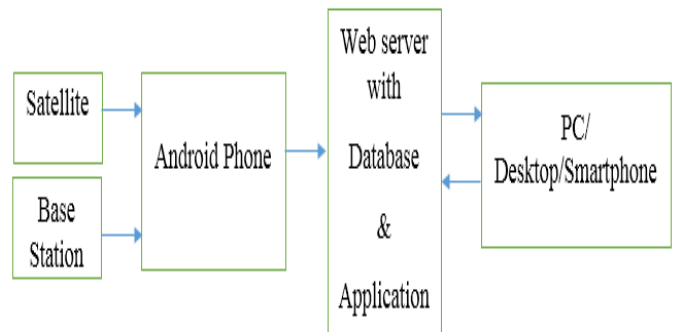 Satellite
Base
Station
Android Phone
Web server
with
Database
&
Application
PC/
Desktop/Smartphone